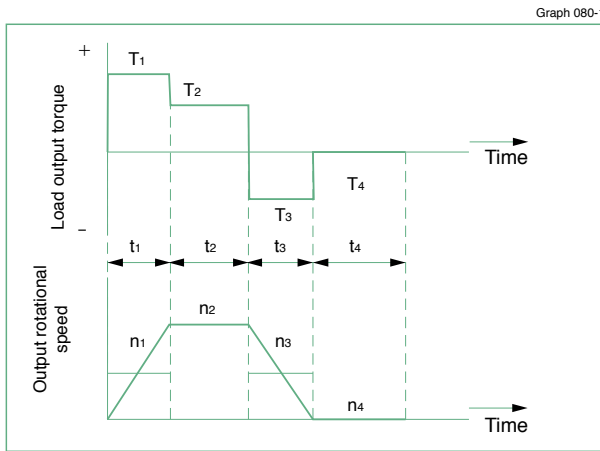 Graph 080-1
+
T1
T2
Load output torque
Time
T4
T3
–
t1 t2 t3 t4
Output rotational
speed
n2
n1 n3
n4
Time